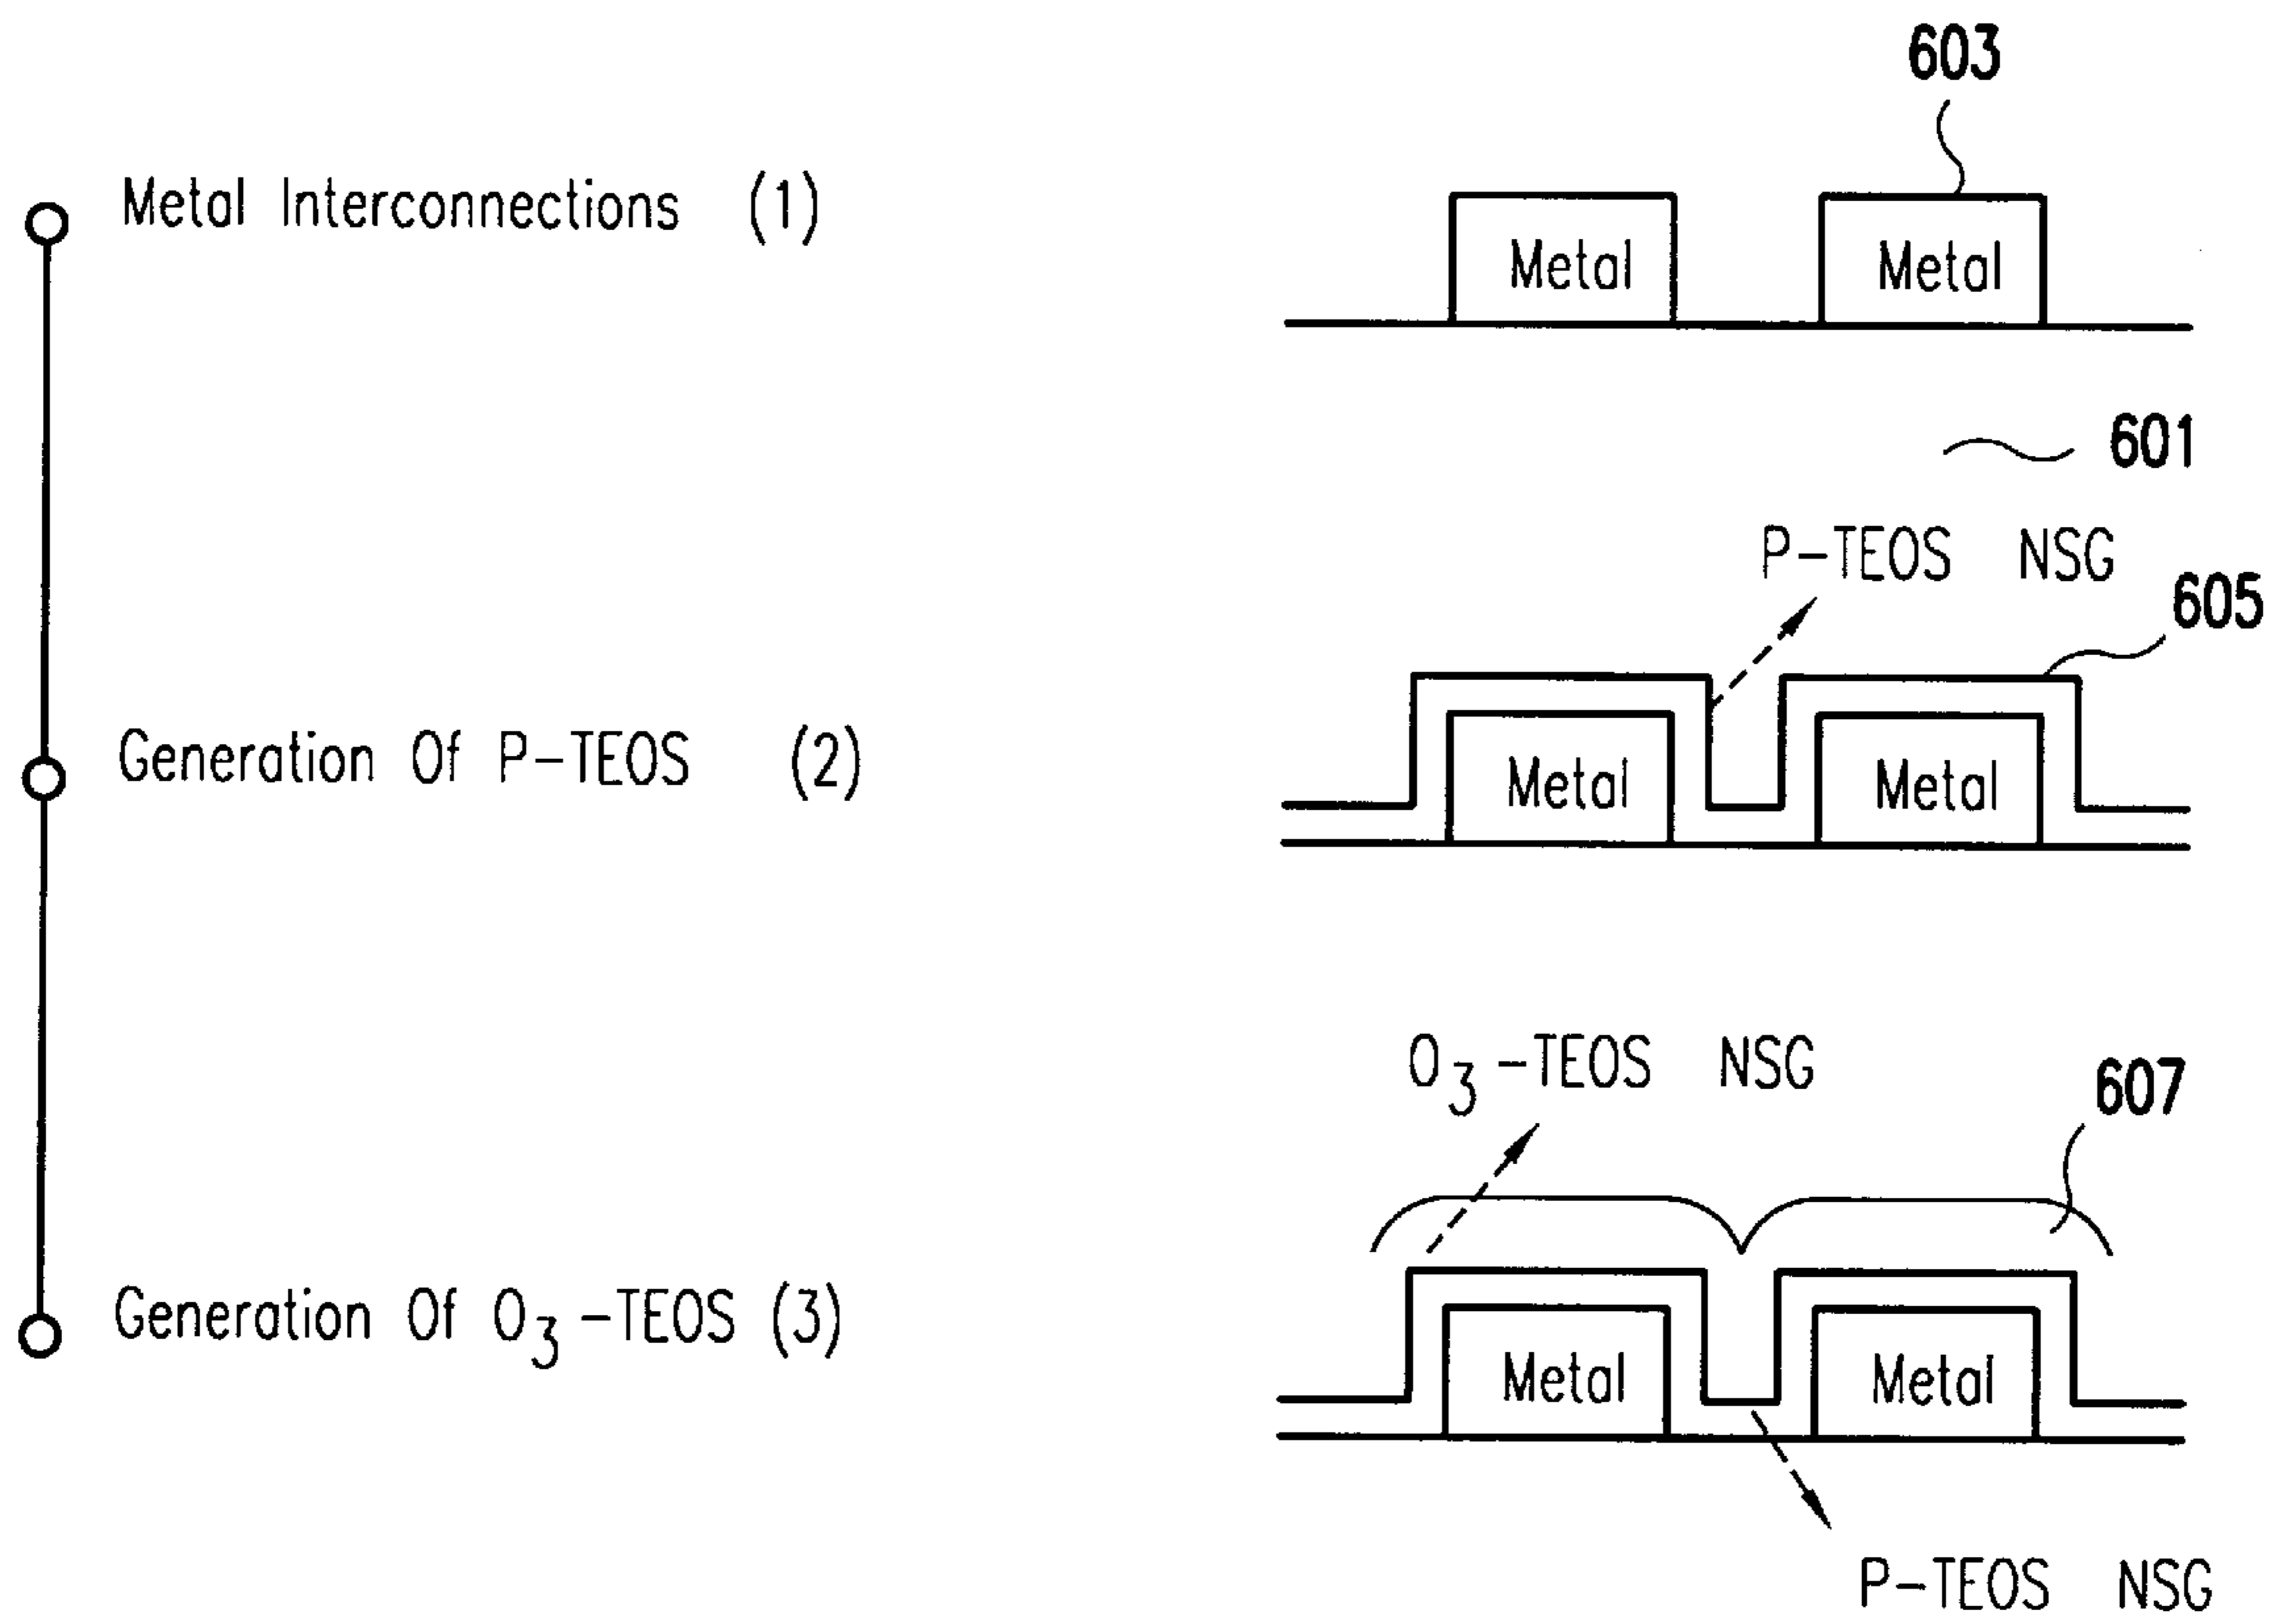 603
Metal Interconnections (1)
Metal Metal
601
P-TEOS NSG
605
Generation Of P-TEOS (2)
Metal Metal
O3-TEOS NSG
607
Generation Of O3-TEOS (3)
Metal Metal
P-TEOS NSG